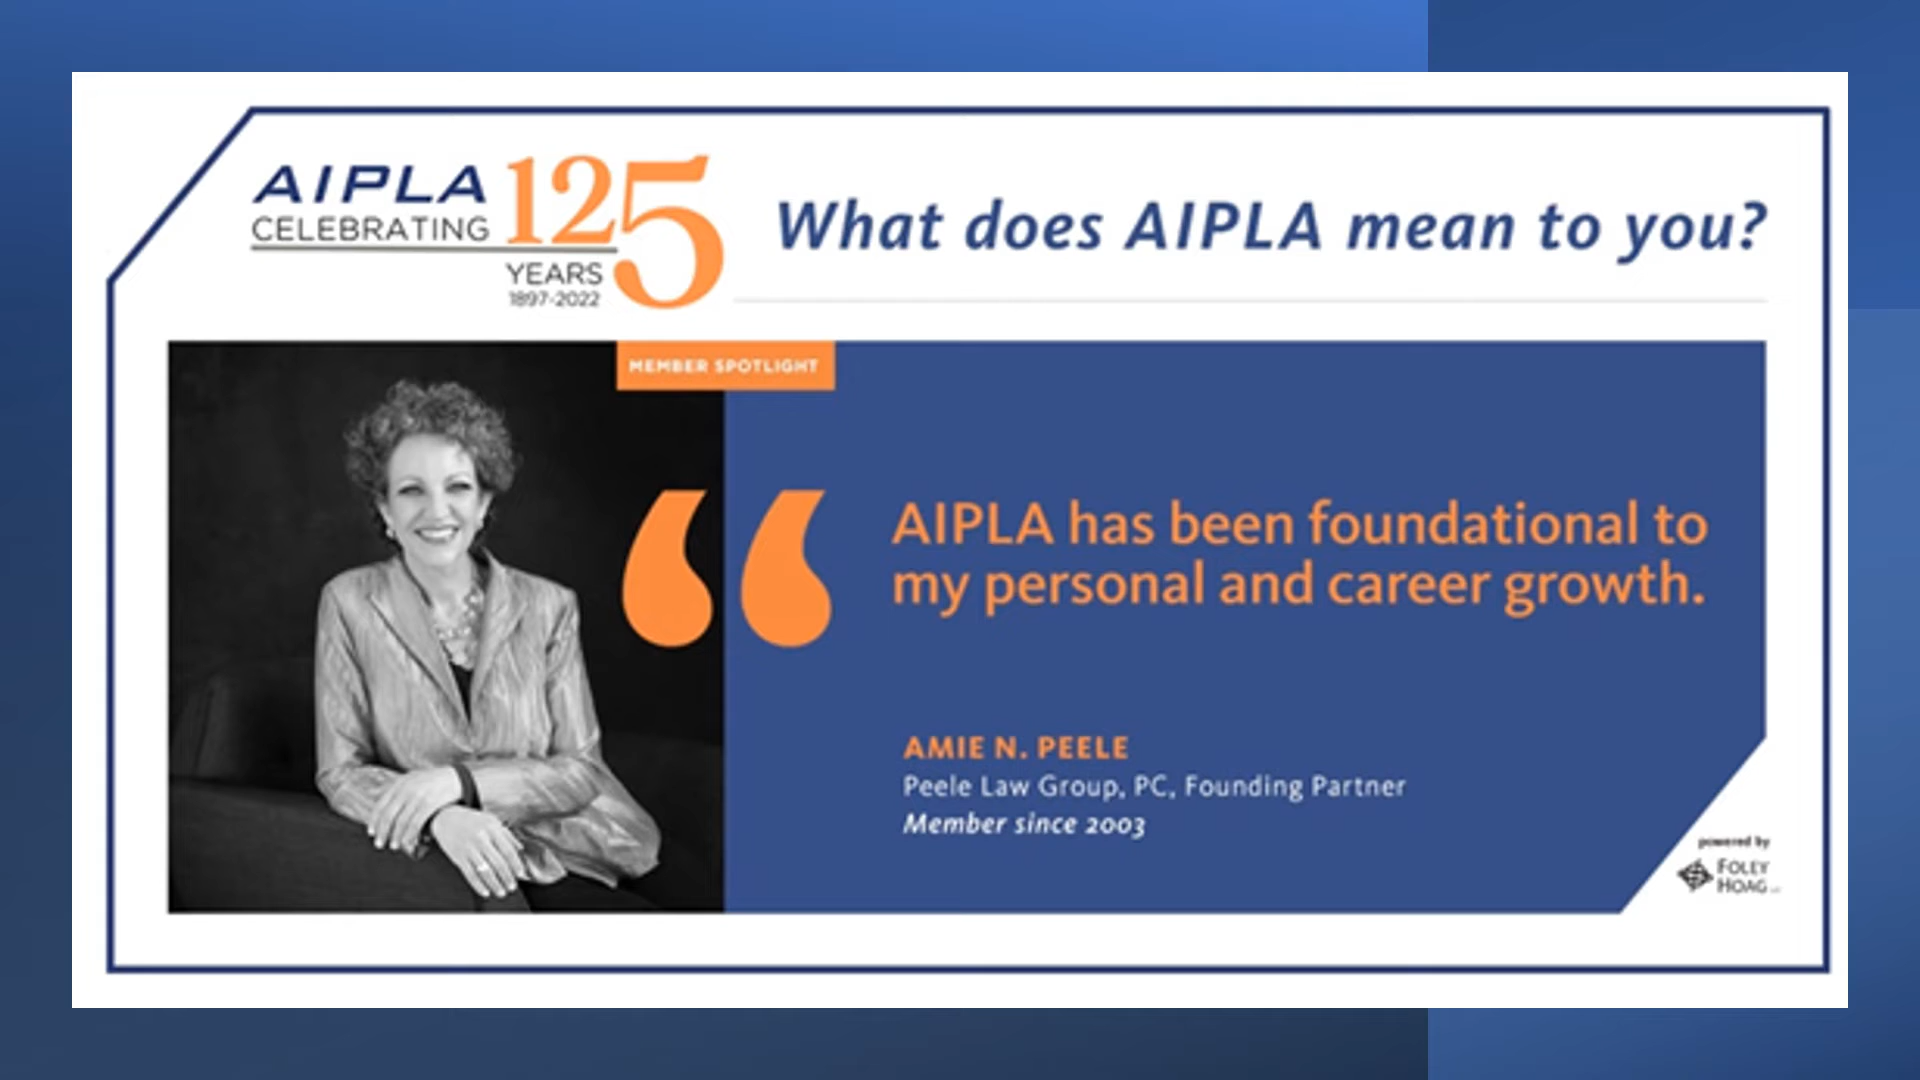 AIPLA
CELEBRATING
125
YEARS
1897-2022
What does AIPLA mean to you?
MEMBER SPOTLIGHT
“
AIPLA has been foundational to
my personal and career growth.
AMIE N. PEELE
Peele Law Group, PC, Founding Partner
Member since 2003
powered by
FOLEY
HOAG